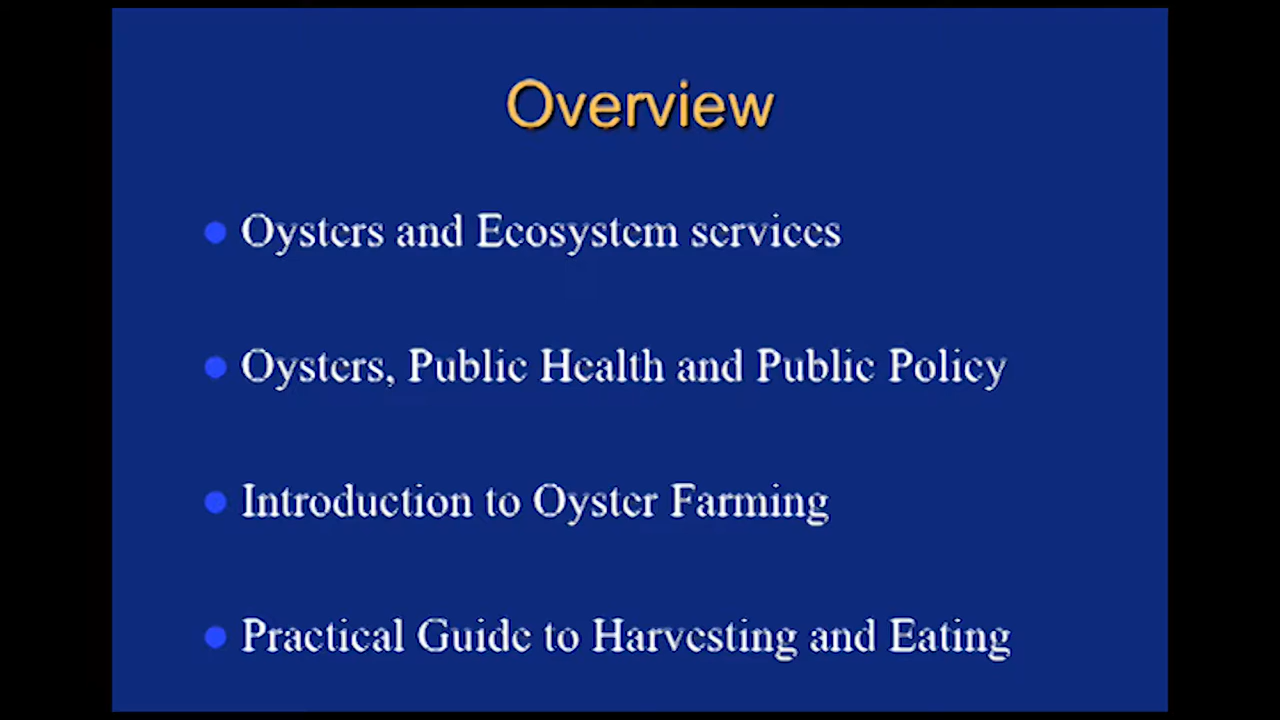 Overview
Oysters and Ecosystem services
Oysters, Public Health and Public Policy
Introduction to Oyster Farming
Practical Guide to Harvesting and Eating